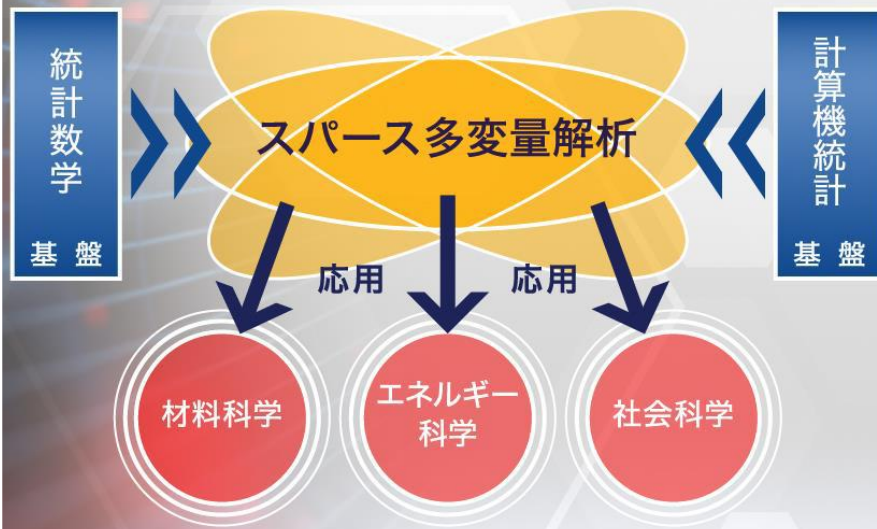 統計数学
基盤
スパース多変量解析
計算機統計
基盤
応用
応用
材料科学
エネルギー
科学
社会科学